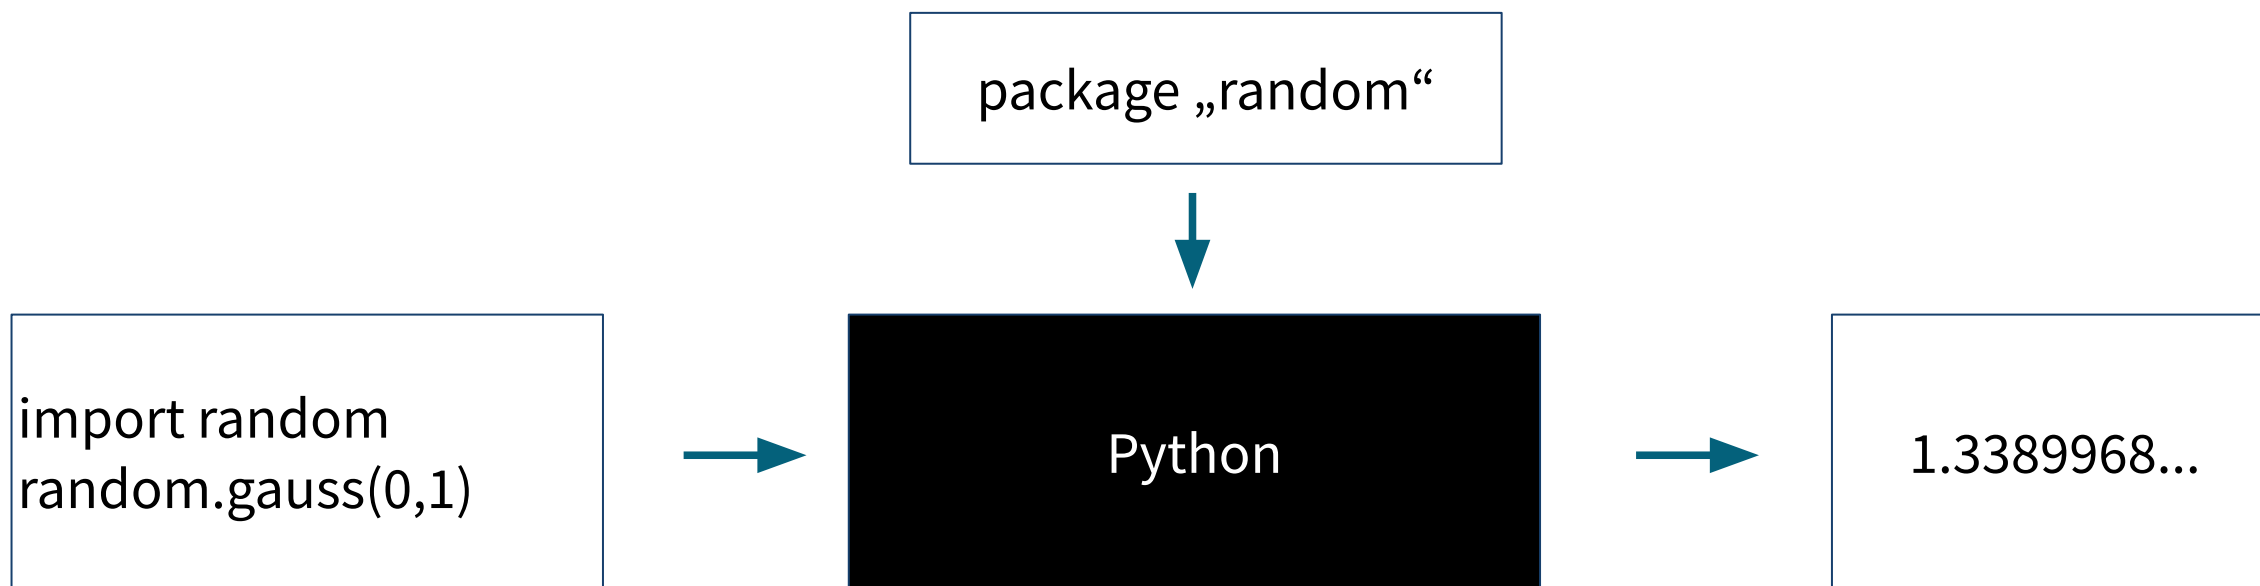 package „random“
import random
random.gauss(0,1)
Python
1.3389968...